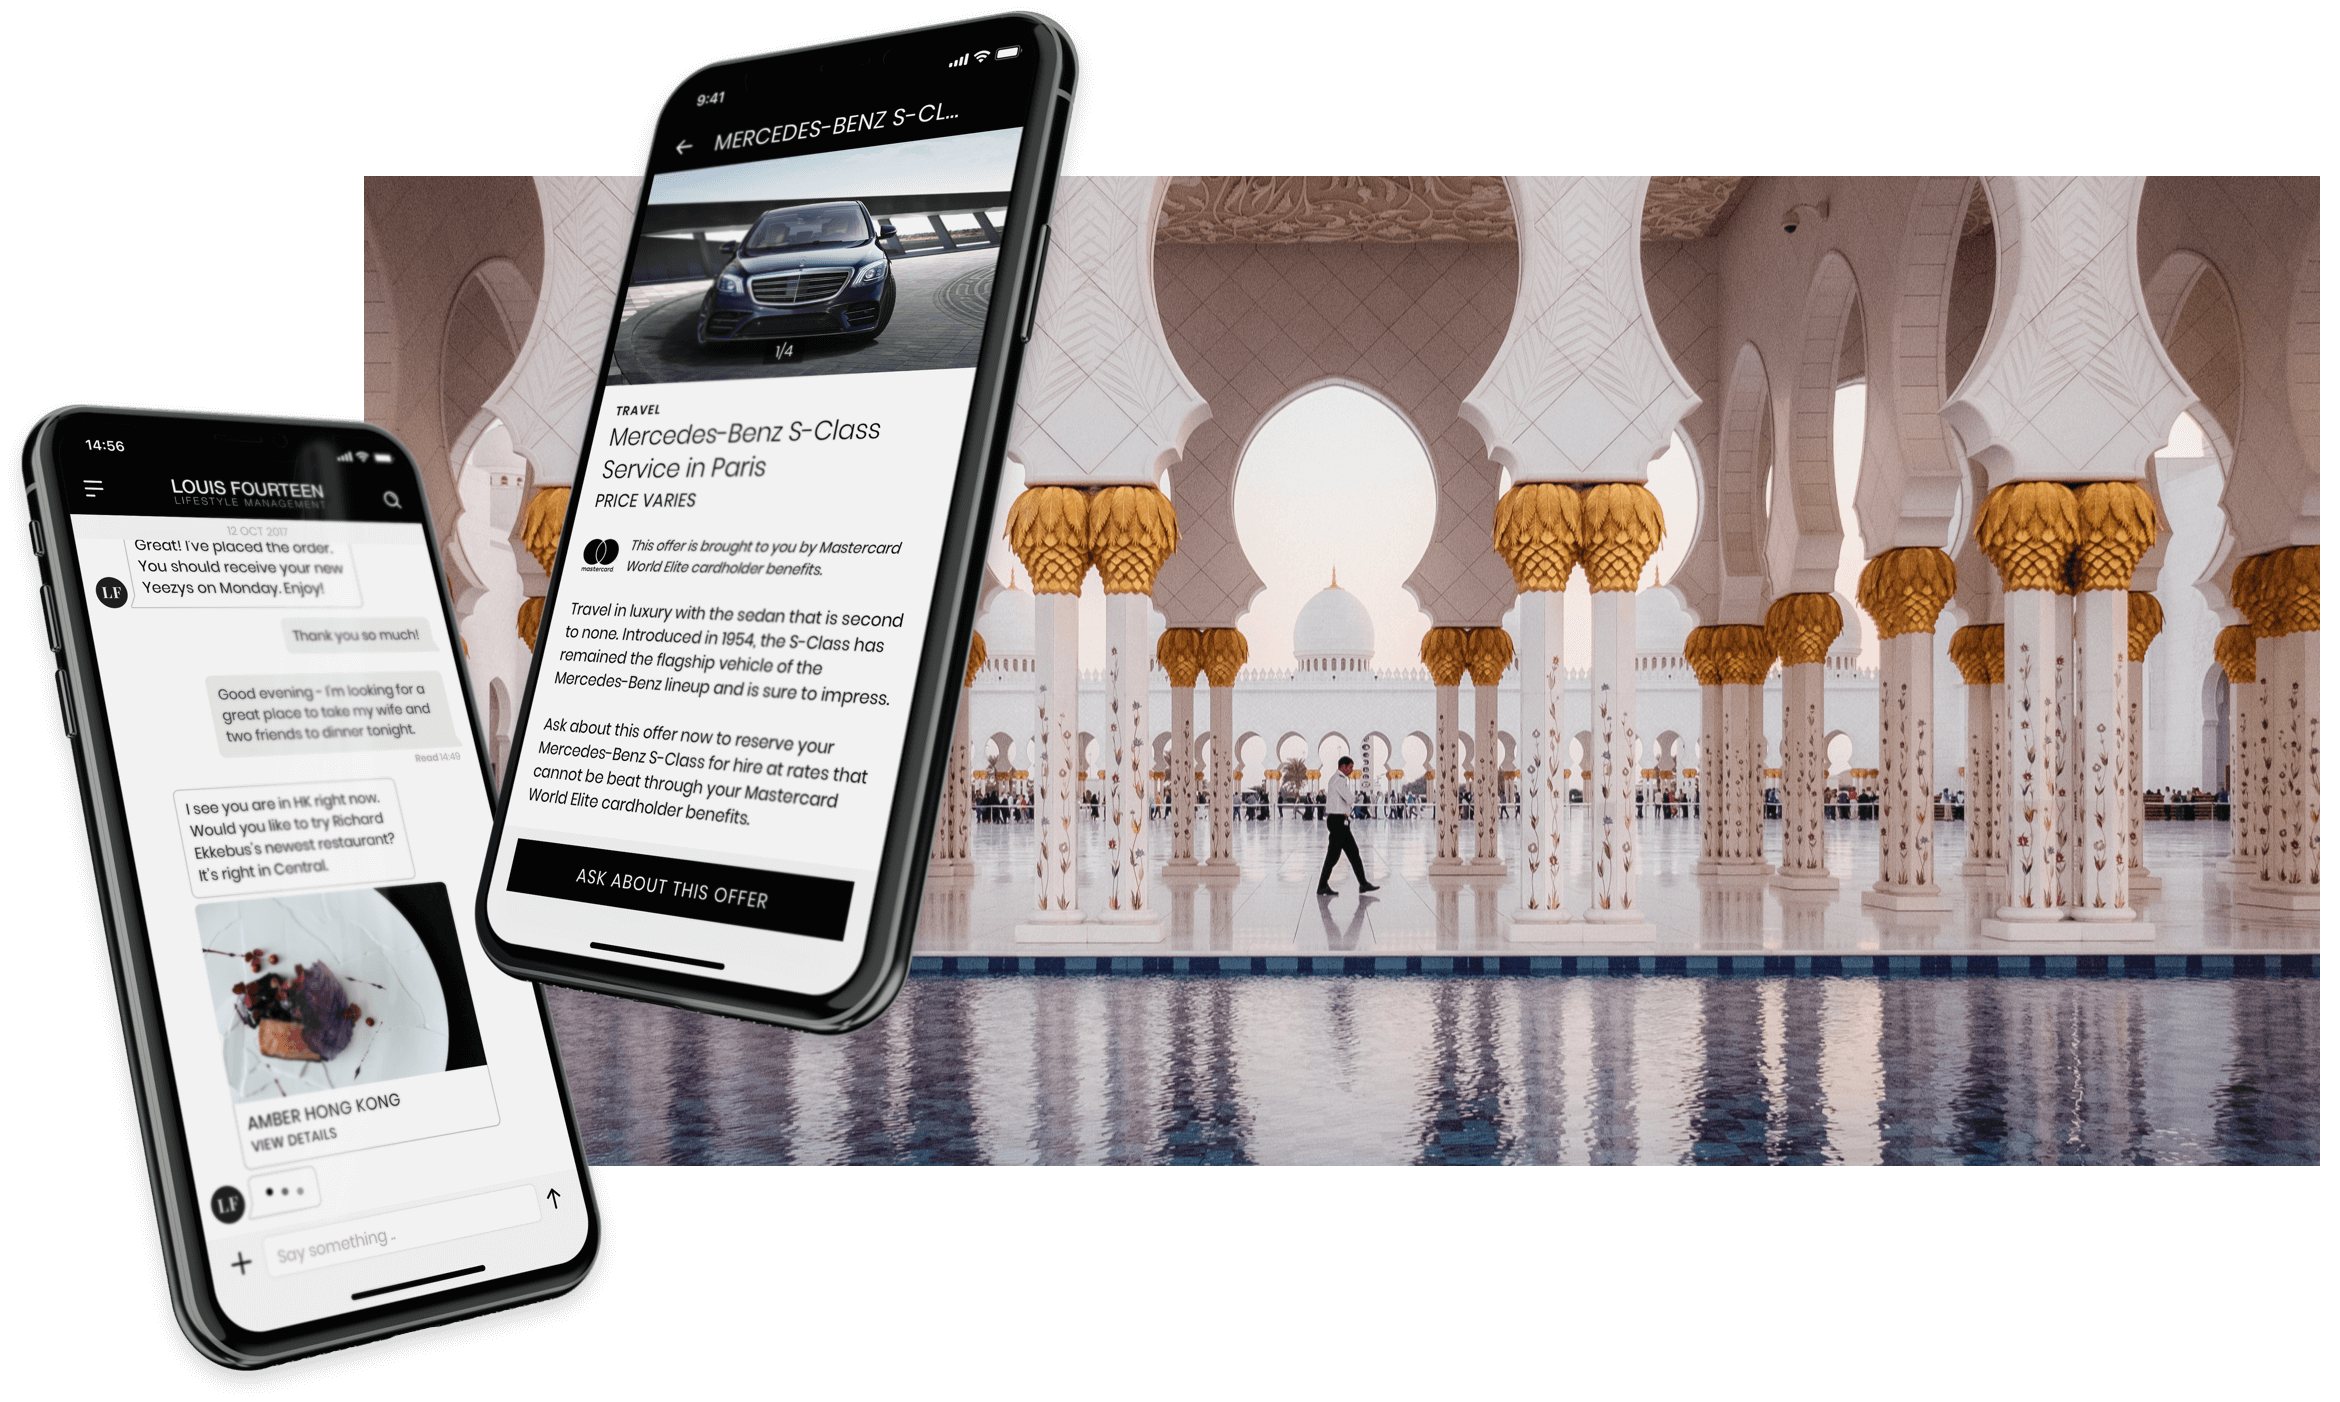 14:56
LOUIS FOURTEEN
LIFESTYLE MANAGEMENT
12 OCT 2017
Great! I've placed the order.
You should receive your new
Yeezys on Monday. Enjoy!
LF
Thank you so much!
Good evening - I'm looking for a
great place to take my wife and
two friends to dinner tonight.
Read 14:49
I see you are in HK right now.
Would you like to try Richard
Ekkebus's newest restaurant?
It's right in Central.
AMBER HONG KONG
VIEW DETAILS
LF
Say something ..
9:41
MERCEDES-BENZ S-CL...
1/4
TRAVEL
Mercedes-Benz S-Class
Service in Paris
PRICE VARIES
mastercard.
This offer is brought to you by Mastercard
World Elite cardholder benefits.
Travel in luxury with the sedan that is second
to none. Introduced in 1954, the S-Class has
remained the flagship vehicle of the
Mercedes-Benz lineup and is sure to impress.
Ask about this offer now to reserve your
Mercedes-Benz S-Class for hire at rates that
cannot be beat through your Mastercard
World Elite cardholder benefits.
ASK ABOUT THIS OFFER